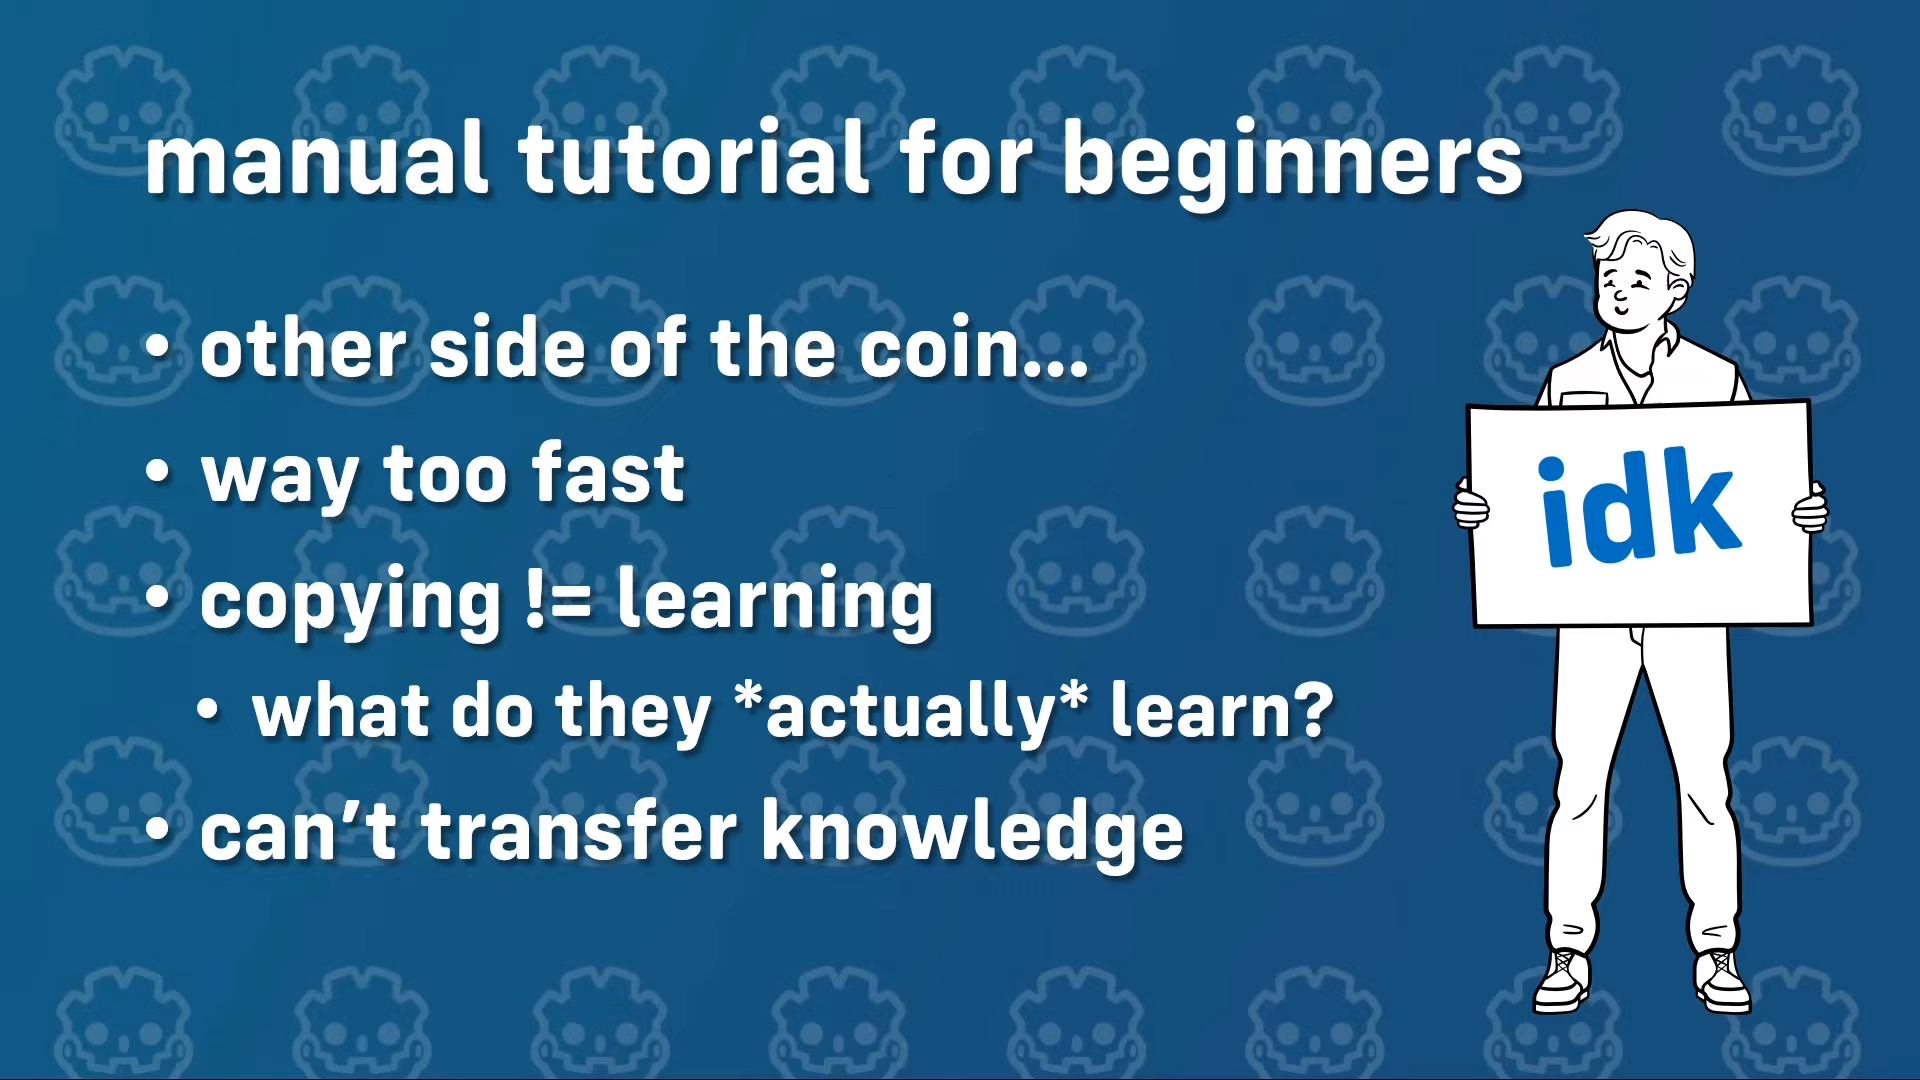 manual tutorial for beginners
• other side of the coin...
• way too fast
• copying != learning
• what do they *actually* learn?
• can’t transfer knowledge
idk